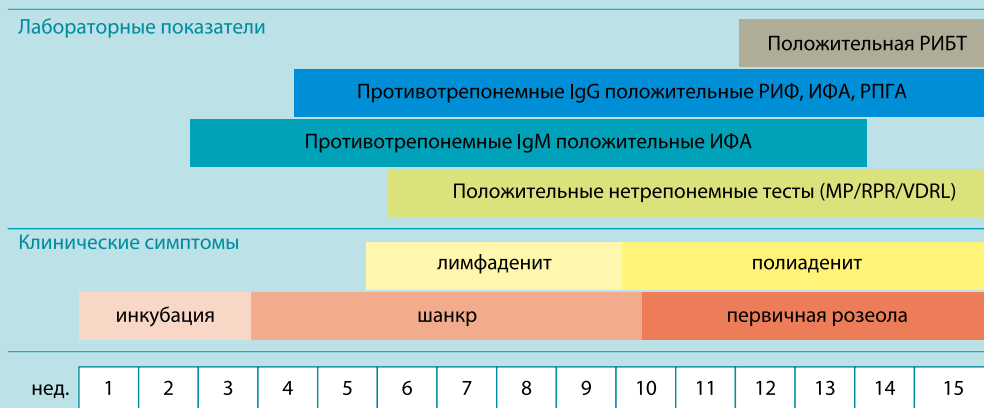 Лабораторные показатели
Положительная РИБТ
Противотрепонемные IgG положительные РИФ, ИФА, РПГА
Противотрепонемные IgM положительные ИФА
Положительные нетрепонемные тесты (МР/RPR/VDRL)
Клинические симптомы
лимфаденит полиаденит
инкубация шанкр первичная розеола
нед. 1 2 3 4 5 6 7 8 9 10 11 12 13 14 15